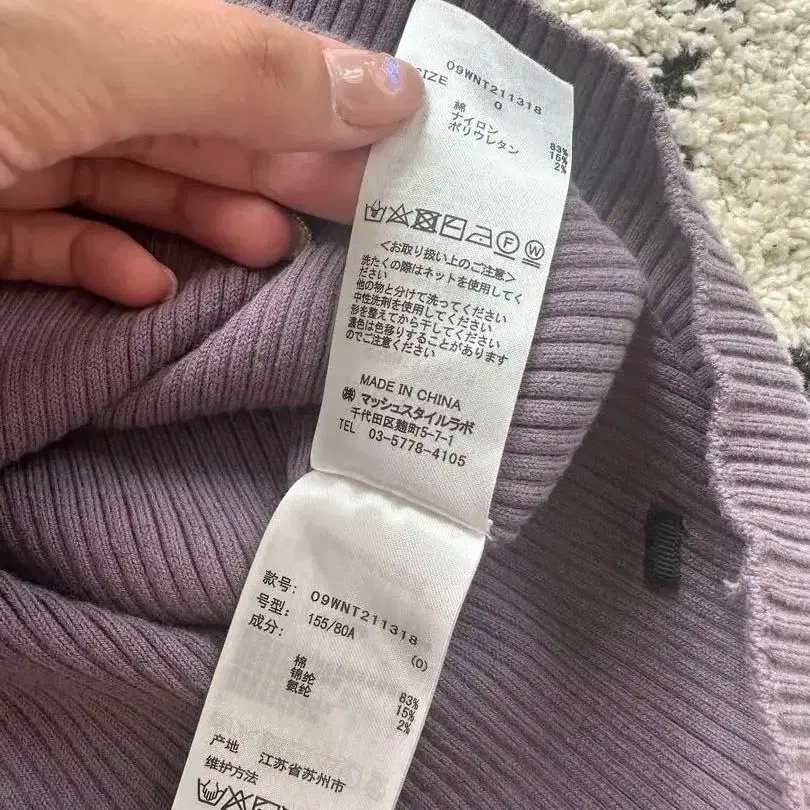 09WNT211318
SIZE 0
綿 83%
ナイロン 15%
ポリウレタン 2%
F W
<お取り扱い上のご注意>
洗たくの際はネットを使用してく
ださい
他の物と分けて洗ってください
中性洗剤を使用してください
形を整えてから干してください
濃色は色移りすることがあります
のでご注意ください
MADE IN CHINA
㈱ マッシュスタイルラボ
千代田区麹町5-7-1
TEL 03-5778-4105
款号: 09WNT211318
号型: 155/80A (0)
成分:
棉 83%
锦纶 15%
氨纶 2%
产地 江苏省苏州市
维护方法